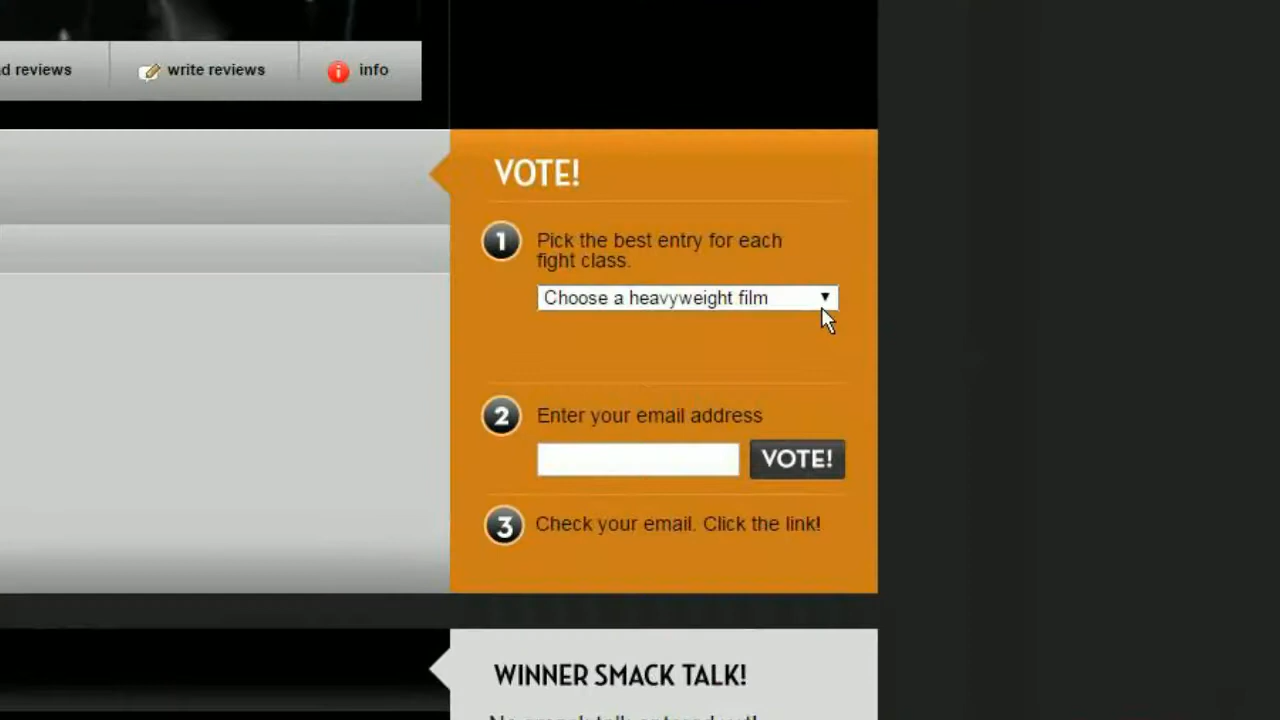 reviews
write reviews
info
VOTE!
1
Pick the best entry for each
fight class.
Choose a heavyweight film
2
Enter your email address
VOTE!
3
Check your email. Click the link!
WINNER SMACK TALK!